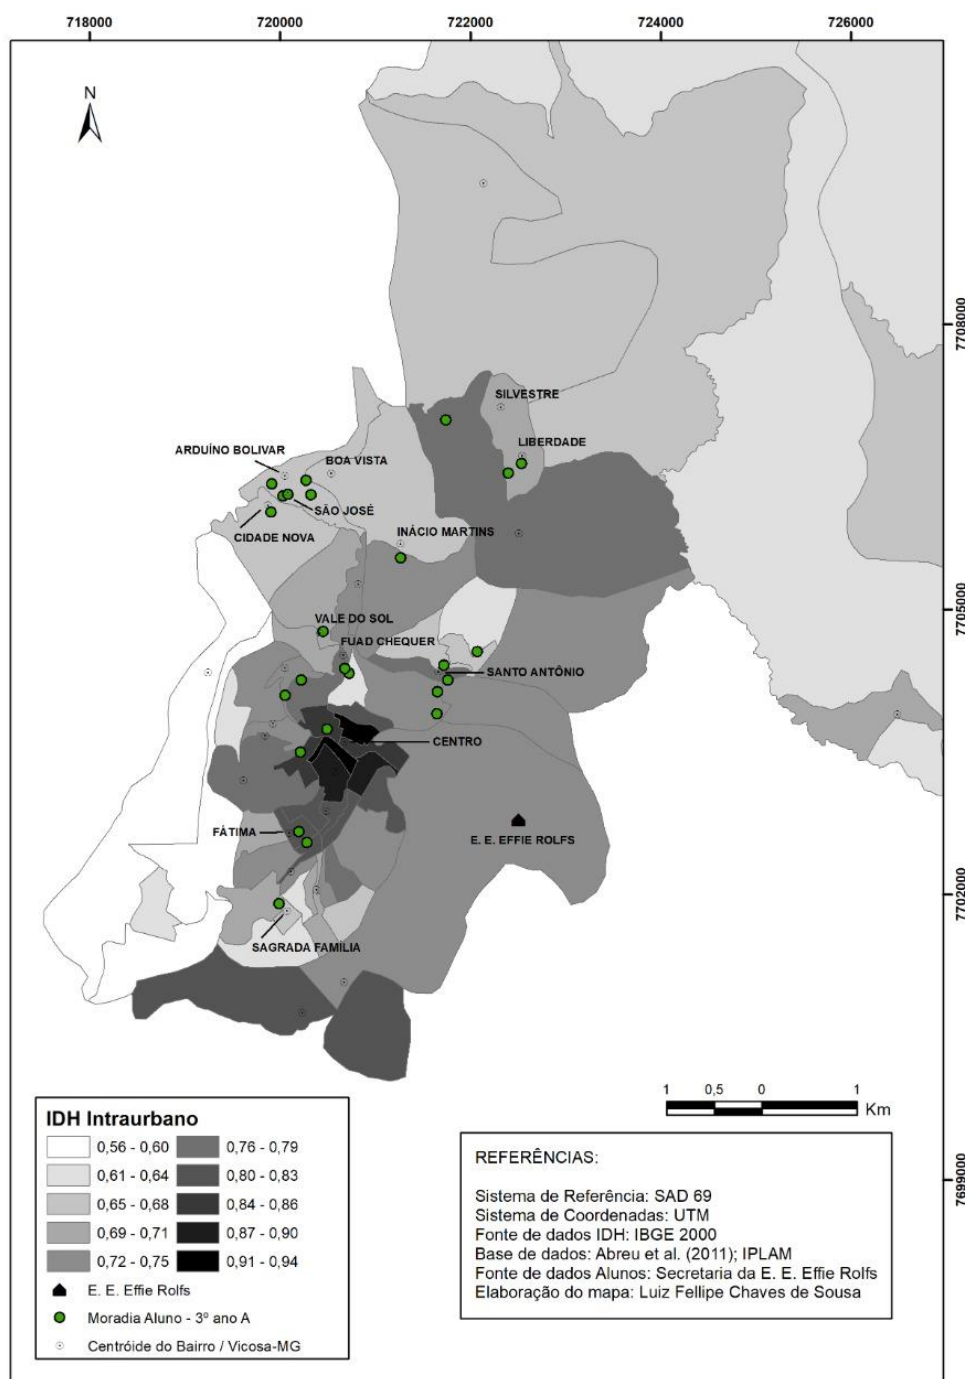 718000
720000
722000
724000
726000
N
7708000
SILVESTRE
LIBERDADE
ARDUÍNO BOLIVAR
BOA VISTA
SÃO JOSÉ
CIDADE NOVA
INÁCIO MARTINS
7705000
VALE DO SOL
FUAD CHEQUER
SANTO ANTÔNIO
CENTRO
FÁTIMA
E. E. EFFIE ROLFS
7702000
SAGRADA FAMÍLIA
1 0,5 0 1
Km
7699000
IDH Intraurbano
0,56 - 0,60
0,61 - 0,64
0,65 - 0,68
0,69 - 0,71
0,72 - 0,75
0,76 - 0,79
0,80 - 0,83
0,84 - 0,86
0,87 - 0,90
0,91 - 0,94
E. E. Effie Rolfs
Moradia Aluno - 3º ano A
Centróide do Bairro / Vicosa-MG
REFERÊNCIAS:
Sistema de Referência: SAD 69
Sistema de Coordenadas: UTM
Fonte de dados IDH: IBGE 2000
Base de dados: Abreu et al. (2011); IPLAM
Fonte de dados Alunos: Secretaria da E. E. Effie Rolfs
Elaboração do mapa: Luiz Fellipe Chaves de Sousa